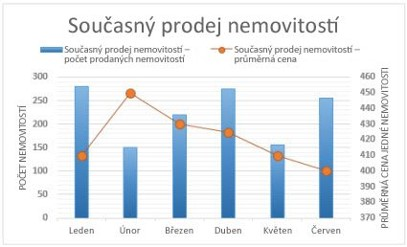 Současný prodej nemovitostí
Současný prodej nemovitostí –
počet prodaných nemovitostí
Současný prodej nemovitostí –
průměrná cena
300
250
200
150
100
50
0
POČET NEMOVITOSTÍ
460
450
440
430
420
410
400
390
380
370
PRŮMĚRNÁ CENA JEDNÉ NEMOVITOSTI
Leden Únor Březen Duben Květen Červen